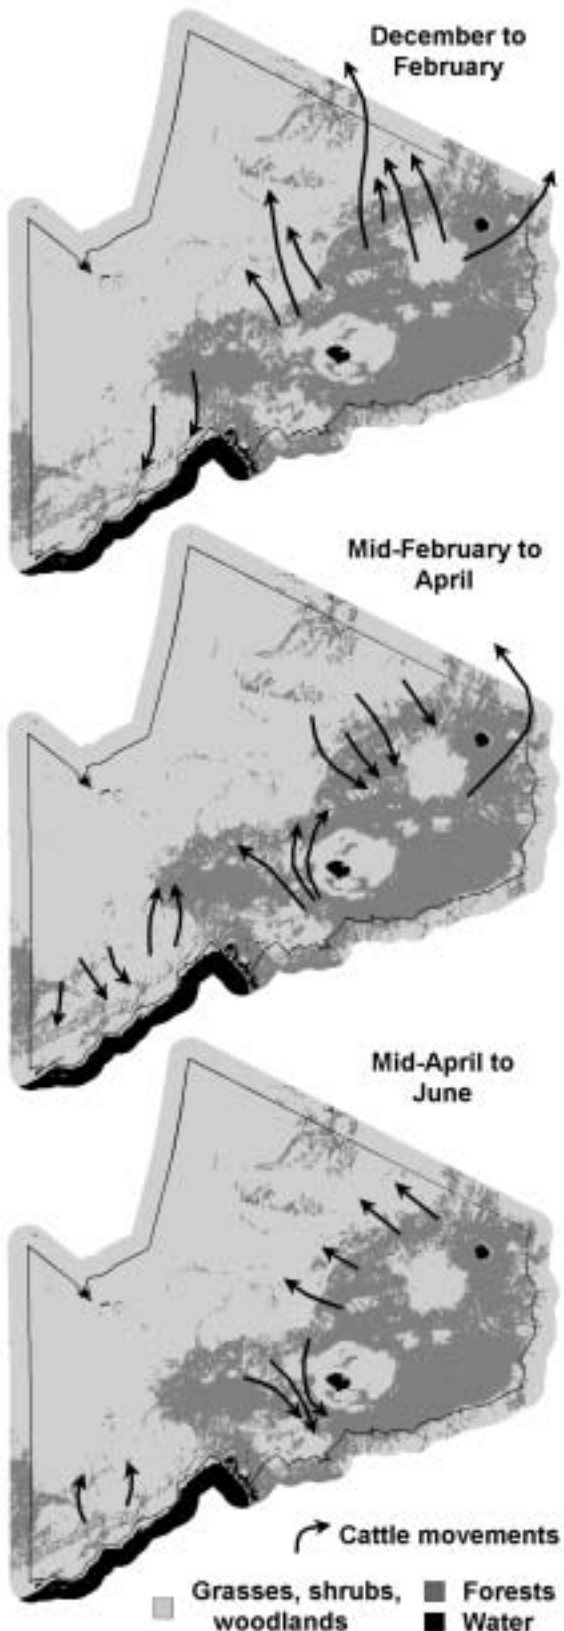 December to
February
Mid-February to
April
Mid-April to
June
Cattle movements
Grasses, shrubs,
woodlands
Forests
Water